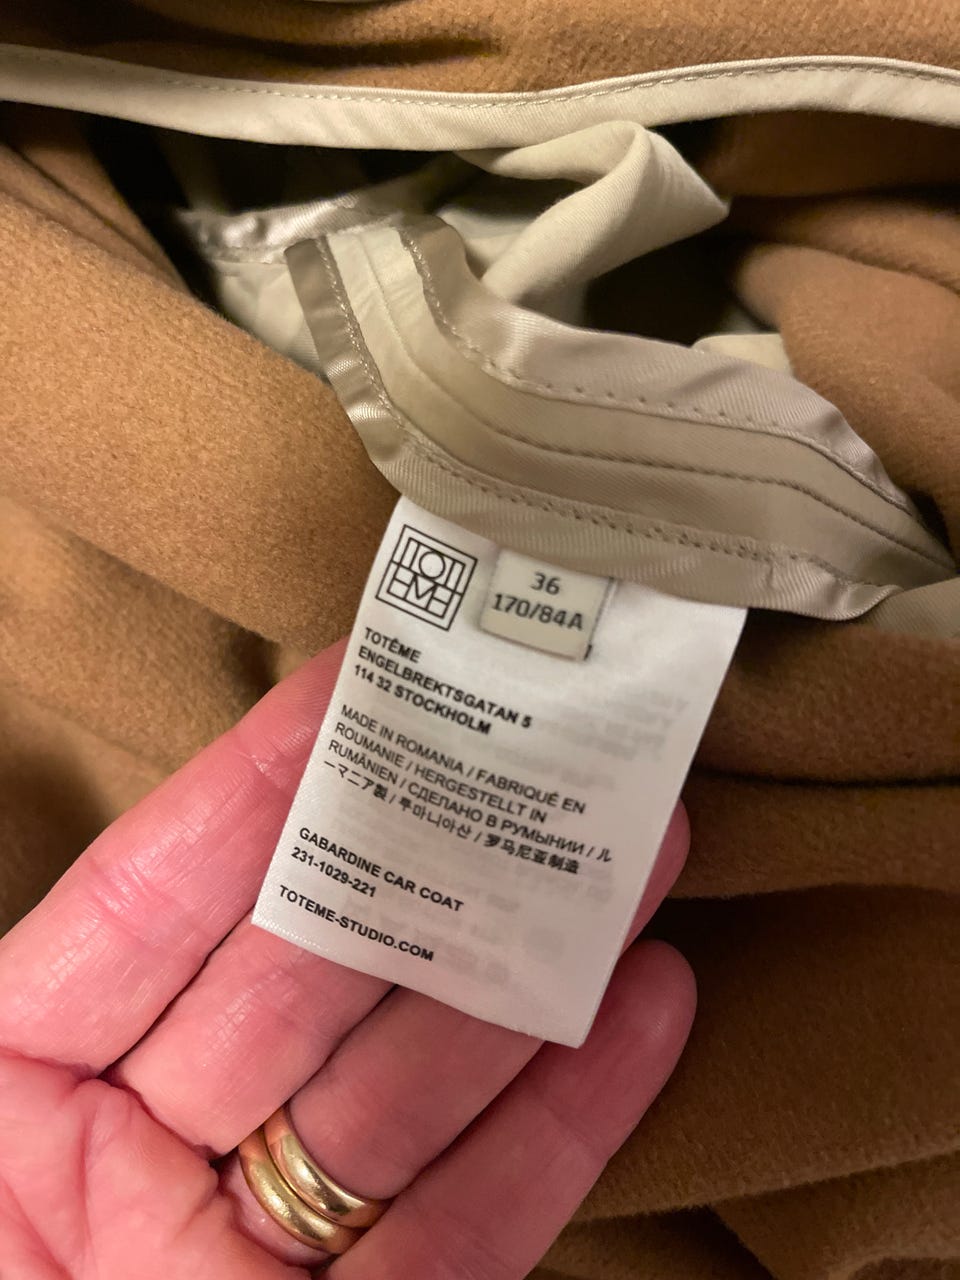 TOTEME
36
170/84A
TOTÊME
ENGELBREKTSGATAN 5
114 32 STOCKHOLM
MADE IN ROMANIA / FABRIQUÉ EN
ROUMANIE / HERGESTELLT IN
RUMÄNIEN / СДЕЛАНО В РУМЫНИИ / ル
ーマニア製 / 루마니아산 / 罗马尼亚制造
GABARDINE CAR COAT
231-1029-221
TOTEME-STUDIO.COM